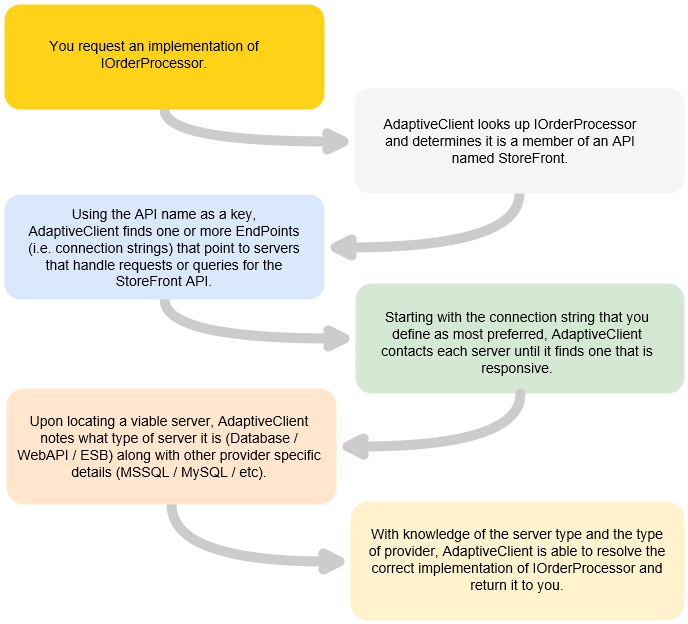 You request an implementation of
IOrderProcessor.
AdaptiveClient looks up IOrderProcessor
and determines it is a member of an API
named StoreFront.
Using the API name as a key,
AdaptiveClient finds one or more EndPoints
(i.e. connection strings) that point to servers
that handle requests or queries for the
StoreFront API.
Starting with the connection string that you
define as most preferred, AdaptiveClient
contacts each server until it finds one that is
responsive.
Upon locating a viable server, AdaptiveClient
notes what type of server it is (Database /
WebAPI / ESB) along with other provider specific
details (MSSQL / MySQL / etc).
With knowledge of the server type and the type
of provider, AdaptiveClient is able to resolve the
correct implementation of IOrderProcessor and
return it to you.